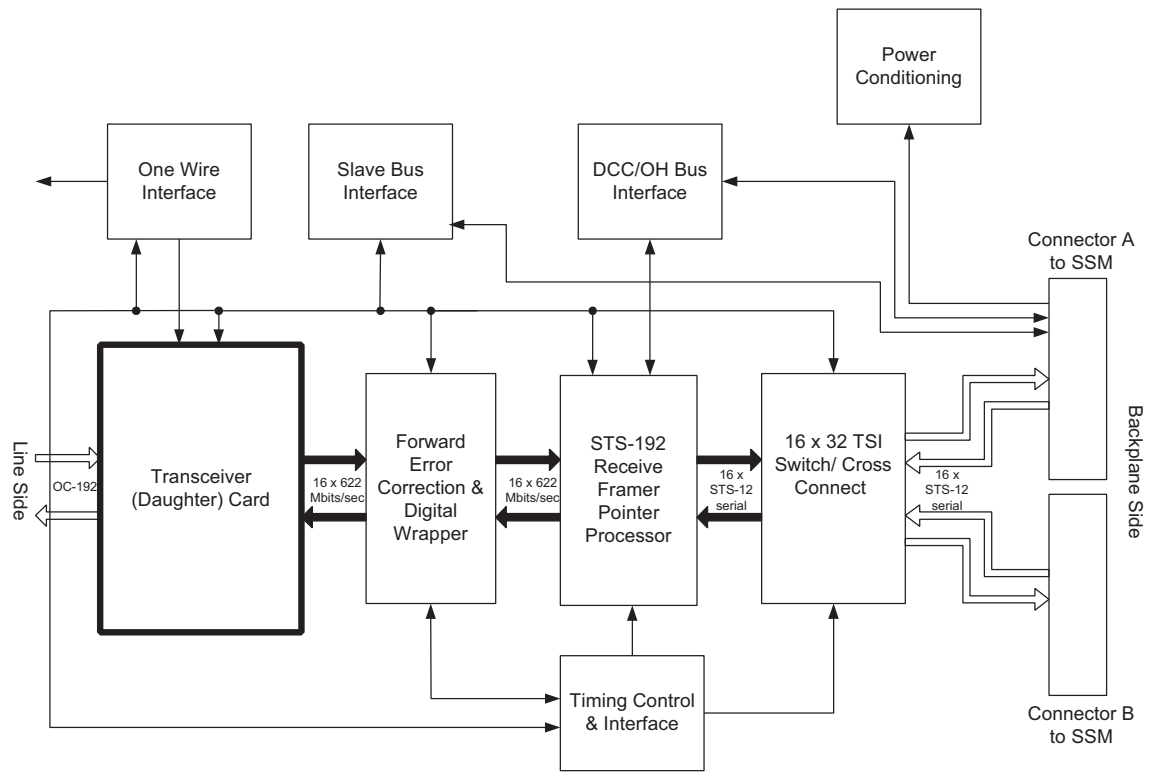 Power
Conditioning
One Wire
Interface
Slave Bus
Interface
DCC/OH Bus
Interface
Connector A
to SSM
Line Side
OC-192
Transceiver
(Daughter) Card
16 x 622
Mbits/sec
Forward
Error
Correction &
Digital
Wrapper
16 x 622
Mbits/sec
STS-192
Receive
Framer
Pointer
Processor
16 x
STS-12
serial
16 x 32 TSI
Switch/ Cross
Connect
16 x
STS-12
serial
Backplane Side
Timing Control
& Interface
Connector B
to SSM